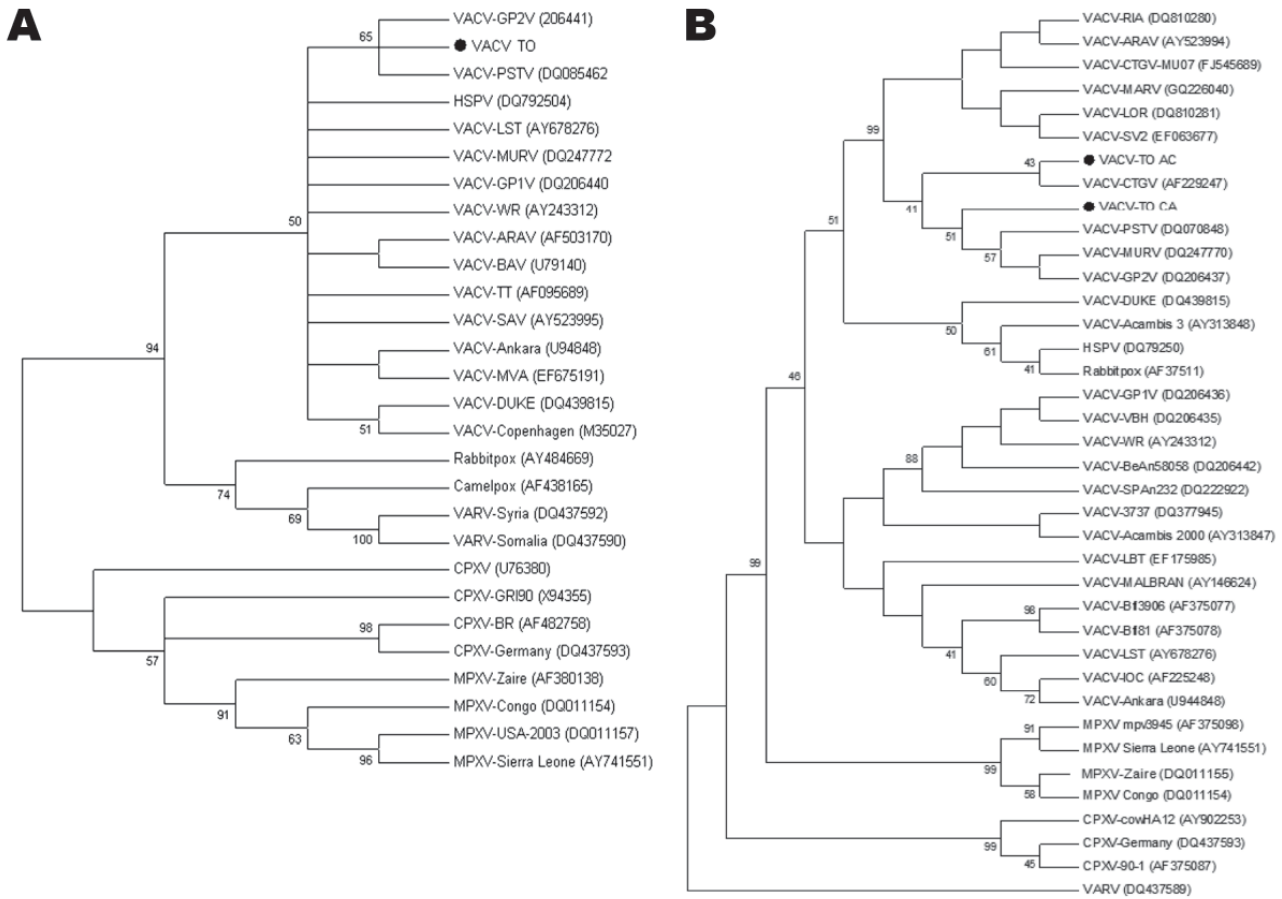 A
65
VACV-GP2V (206441)
VACV TO
VACV-PSTV (DQ085462
HSPV (DQ792504)
VACV-LST (AY678276)
VACV-MURV (DQ247772
VACV-GP1V (DQ206440
50
VACV-WR (AY243312)
VACV-ARAV (AF503170)
VACV-BAV (U79140)
VACV-TT (AF095689)
VACV-SAV (AY523995)
94
VACV-Ankara (U94848)
VACV-MVA (EF675191)
VACV-DUKE (DQ439815)
51
VACV-Copenhagen (M35027)
Rabbitpox (AY484669)
74
Camelpox (AF438165)
69
VARV-Syria (DQ437592)
100
VARV-Somalia (DQ437590)
CPXV (U76380)
CPXV-GRI90 (X94355)
98
CPXV-BR (AF482758)
57
CPXV-Germany (DQ437593)
MPXV-Zaire (AF380138)
91
MPXV-Congo (DQ011154)
63
MPXV-USA-2003 (DQ011157)
96
MPXV-Sierra Leone (AY741551)
B
VACV-RIA (DQ810280)
VACV-ARAV (AY523994)
VACV-CTGV-MU07 (FJ545689)
VACV-MARV (GQ226040)
VACV-LOR (DQ810281)
99
VACV-SV2 (EF063677)
43
VACV-TO AC
VACV-CTGV (AF229247)
41
VACV-TO CA
51
51
VACV-PSTV (DQ070848)
57
VACV-MURV (DQ247770)
VACV-GP2V (DQ206437)
VACV-DUKE (DQ439815)
50
VACV-Acambis 3 (AY313848)
61
HSPV (DQ79250)
41
Rabbitpox (AF37511)
46
VACV-GP1V (DQ206436)
VACV-VBH (DQ206435)
VACV-WR (AY243312)
88
VACV-BeAn58058 (DQ206442)
VACV-SPAn232 (DQ222922)
VACV-3737 (DQ377945)
VACV-Acambis 2000 (AY313847)
99
VACV-LBT (EF175985)
VACV-MALBRAN (AY146624)
98
VACV-Bf3906 (AF375077)
VACV-Bf81 (AF375078)
41
VACV-LST (AY678276)
60
VACV-IOC (AF225248)
72
VACV-Ankara (U944848)
91
MPXV mpv3945 (AF375098)
MPXV Sierra Leone (AY741551)
99
MPXV-Zaire (DQ011155)
58
MPXV Congo (DQ011154)
CPXV-cowHA12 (AY902253)
99
CPXV-Germany (DQ437593)
45
CPXV-90-1 (AF375087)
VARV (DQ437589)